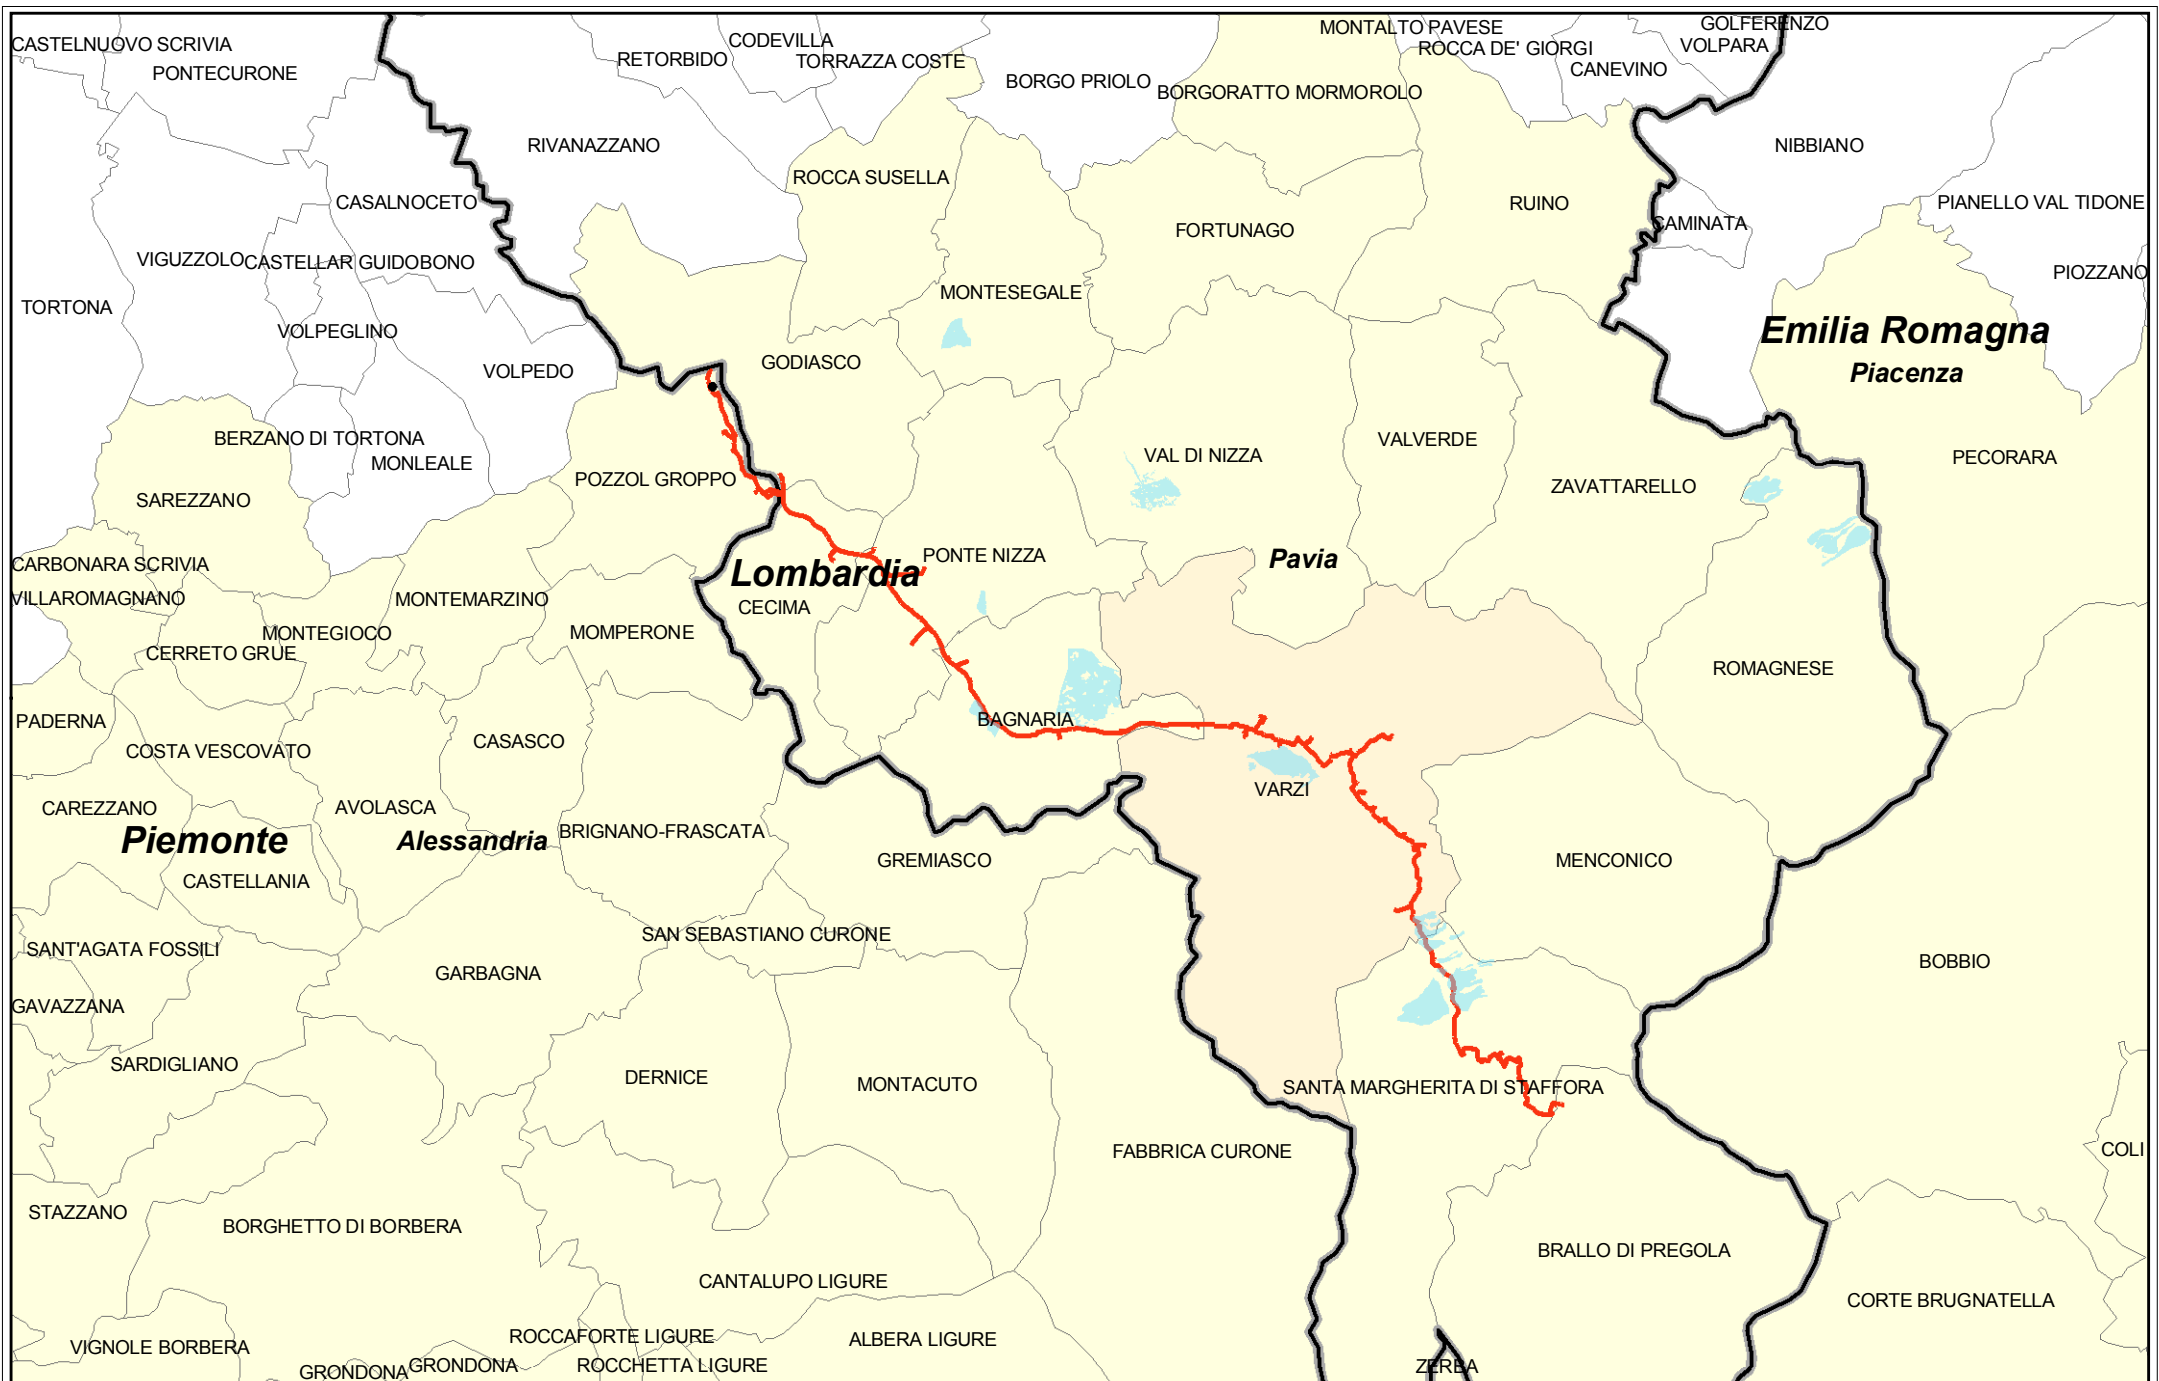 MONTALTO PAVESE
GOLFERENZO
CASTELNUOVO SCRIVIA
CODEVILLA
ROCCA DE' GIORGI
VOLPARA
RETORBIDO
TORRAZZA COSTE
CANEVINO
PONTECURONE
BORGO PRIOLO
BORGORATTO MORMOROLO
RIVANAZZANO
NIBBIANO
ROCCA SUSELLA
CASALNOCETO
RUINO
PIANELLO VAL TIDONE
FORTUNAGO
CAMINATA
VIGUZZOLO
CASTELLAR GUIDOBONO
PIOZZANO
MONTESEGALE
TORTONA
VOLPEGLINO
Emilia Romagna
GODIASCO
VOLPEDO
Piacenza
BERZANO DI TORTONA
VALVERDE
MONLEALE
VAL DI NIZZA
PECORARA
POZZOL GROPPO
ZAVATTARELLO
SAREZZANO
PONTE NIZZA
Pavia
CARBONARA SCRIVIA
Lombardia
VILLAROMAGNANO
MONTEMARZINO
CECIMA
MONTEGIOCO
MOMPERONE
CERRETO GRUE
ROMAGNESE
PADERNA
BAGNARIA
COSTA VESCOVATO
CASASCO
VARZI
CAREZZANO
AVOLASCA
BRIGNANO-FRASCATA
Piemonte
Alessandria
GREMIASCO
MENCONICO
CASTELLANIA
SAN SEBASTIANO CURONE
SANT'AGATA FOSSILI
BOBBIO
GARBAGNA
GAVAZZANA
SARDIGLIANO
DERNICE
MONTACUTO
SANTA MARGHERITA DI STAFFORA
FABBRICA CURONE
COLI
STAZZANO
BORGHETTO DI BORBERA
BRALLO DI PREGOLA
CANTALUPO LIGURE
CORTE BRUGNATELLA
ROCCAFORTE LIGURE
ALBERA LIGURE
VIGNOLE BORBERA
GRONDONA
GRONDONA
ROCCHETTA LIGURE
ZERBA